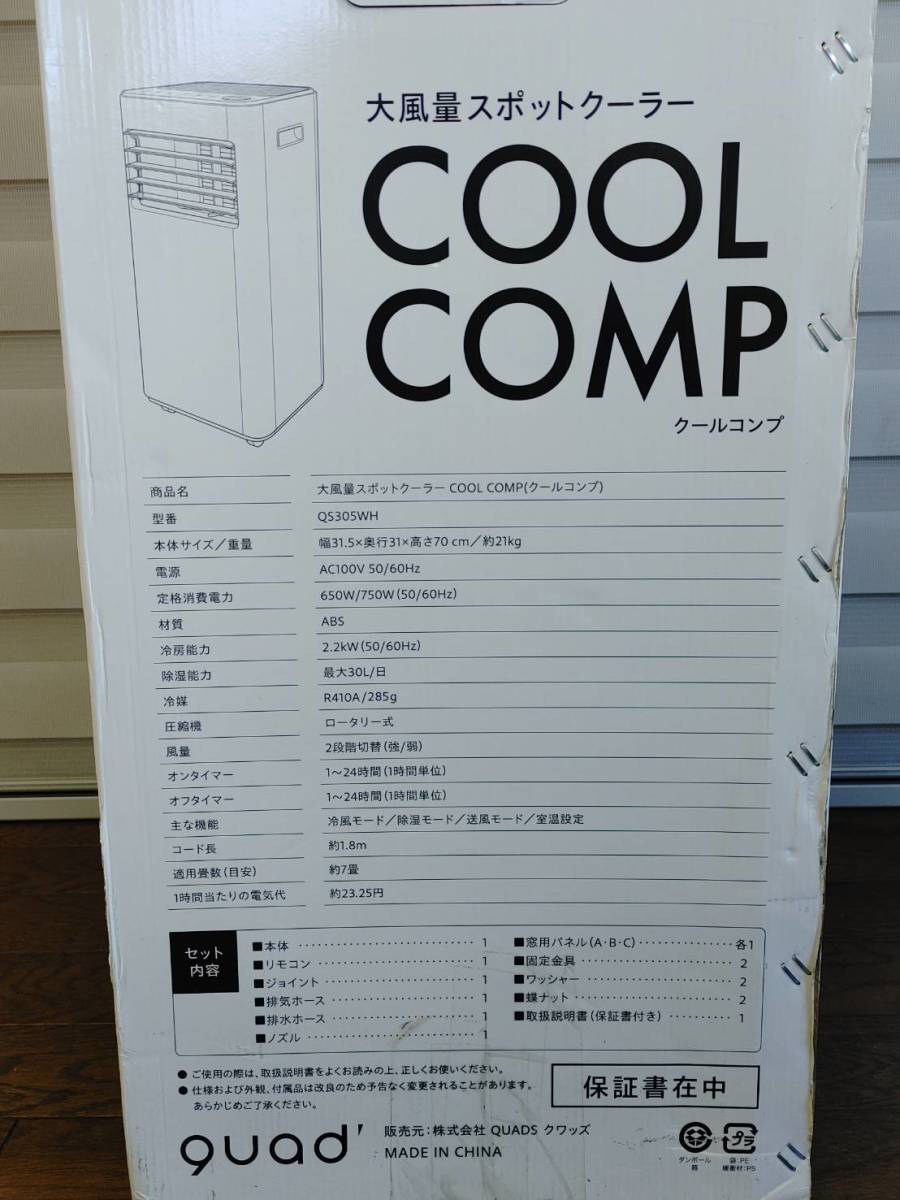 大風量スポットクーラー
COOL
COMP
クールコンプ
商品名 大風量スポットクーラー COOL COMP(クールコンプ)
型番 QS305WH
本体サイズ／重量 幅31.5×奥行31×高さ70 cm／約21kg
電源 AC100V 50/60Hz
定格消費電力 650W/750W(50/60Hz)
材質 ABS
冷房能力 2.2kW(50/60Hz)
除湿能力 最大30L/日
冷媒 R410A/285g
圧縮機 ロータリー式
風量 2段階切替(強/弱)
オンタイマー 1〜24時間(1時間単位)
オフタイマー 1〜24時間(1時間単位)
主な機能 冷風モード／除湿モード／送風モード／室温設定
コード長 約1.8m
適用畳数(目安) 約7畳
1時間当たりの電気代 約23.25円
セット
内容
■本体 1
■リモコン 1
■ジョイント 1
■排気ホース 1
■排水ホース 1
■ノズル 1
■窓用パネル(A･B･C) 各1
■固定金具 2
■ワッシャー 2
■蝶ナット 2
■取扱説明書(保証書付き) 1
● ご使用の際は、取扱説明書をよくお読みの上、正しくお使いください。
● 仕様および外観、付属品は改良のため予告なく変更されることがあります。
あらかじめご了承ください。
保証書在中
quad'
販売元：株式会社 QUADS クワッズ
MADE IN CHINA
ダンボール
箱
プラ
袋：PE
緩衝材：PS